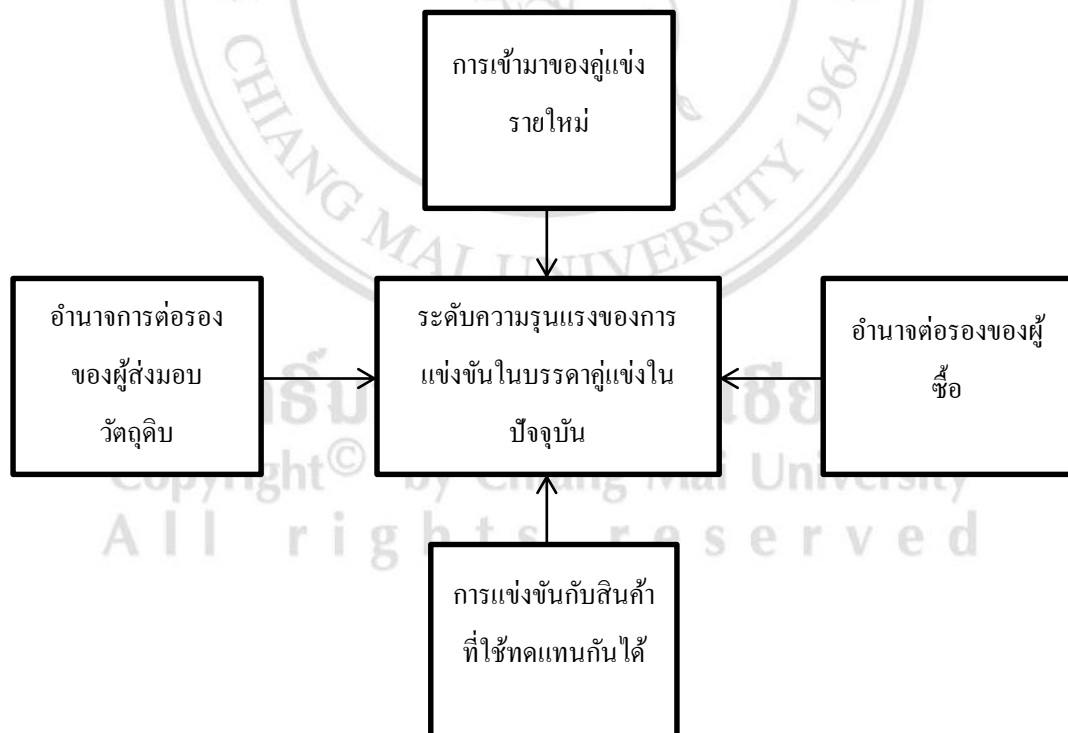 CHIANG MAI UNIVERSITY 1964
การเข้ามาของคู่แข่ง
รายใหม่
อำนาจการต่อรอง
ของผู้ส่งมอบ
วัตถุดิบ
ระดับความรุนแรงของการ
แข่งขันในบรรดาคู่แข่งใน
ปัจจุบัน
อำนาจต่อรองของผู้
ซื้อ
Copyright© by Chiang Mai University
All rights reserved
การแข่งขันกับสินค้า
ที่ใช้ทดแทนกันได้